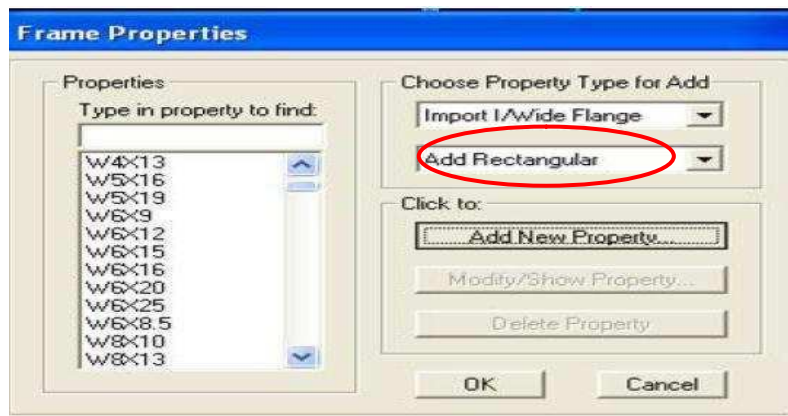 Frame Properties
Properties
Type in property to find:
W4X13
W5X16
W5X19
W6X9
W6X12
W6X15
W6X16
W6X20
W6X25
W6X8.5
W8X10
W8X13
Choose Property Type for Add
Import I/Wide Flange
Add Rectangular
Click to:
Add New Property...
Modify/Show Property...
Delete Property
OK
Cancel